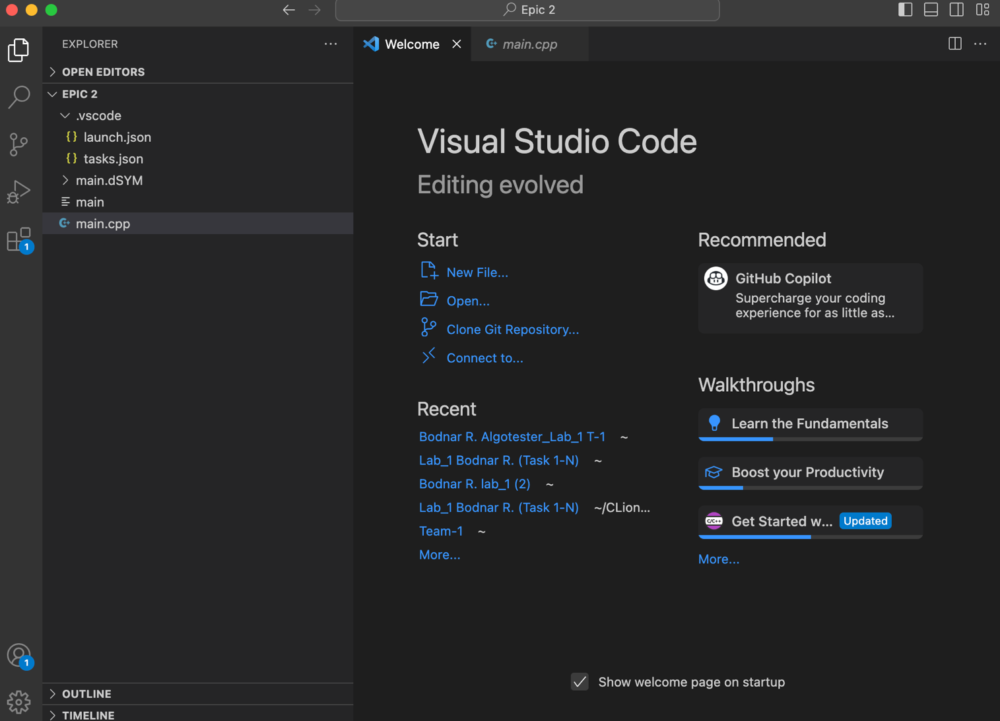 Epic 2
EXPLORER
Welcome
main.cpp
OPEN EDITORS
EPIC 2
.vscode
{} launch.json
{} tasks.json
main.dSYM
main
main.cpp
1
1
OUTLINE
TIMELINE
Visual Studio Code
Editing evolved
Start
New File...
Open...
Clone Git Repository...
Connect to...
Recent
Bodnar R. Algotester_Lab_1 T-1 ~
Lab_1 Bodnar R. (Task 1-N) ~
Bodnar R. lab_1 (2) ~
Lab_1 Bodnar R. (Task 1-N) ~/CLion...
Team-1 ~
More...
Recommended
GitHub Copilot
Supercharge your coding
experience for as little as...
Walkthroughs
Learn the Fundamentals
Boost your Productivity
C/C++ Get Started w... Updated
More...
Show welcome page on startup